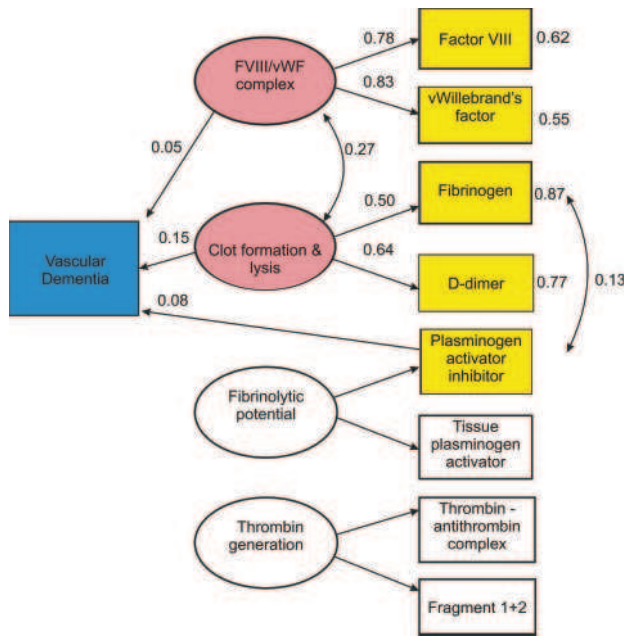 0.78
Factor VIII
0.62
FVIII/vWF
complex
0.83
vWillebrand's
factor
0.55
0.05
0.27
0.50
Fibrinogen
0.87
0.15
Clot formation &
lysis
0.64
Vascular
Dementia
D-dimer
0.77
0.13
0.08
Plasminogen
activator
inhibitor
Fibrinolytic
potential
Tissue
plasminogen
activator
Thrombin -
antithrombin
complex
Thrombin
generation
Fragment 1+2